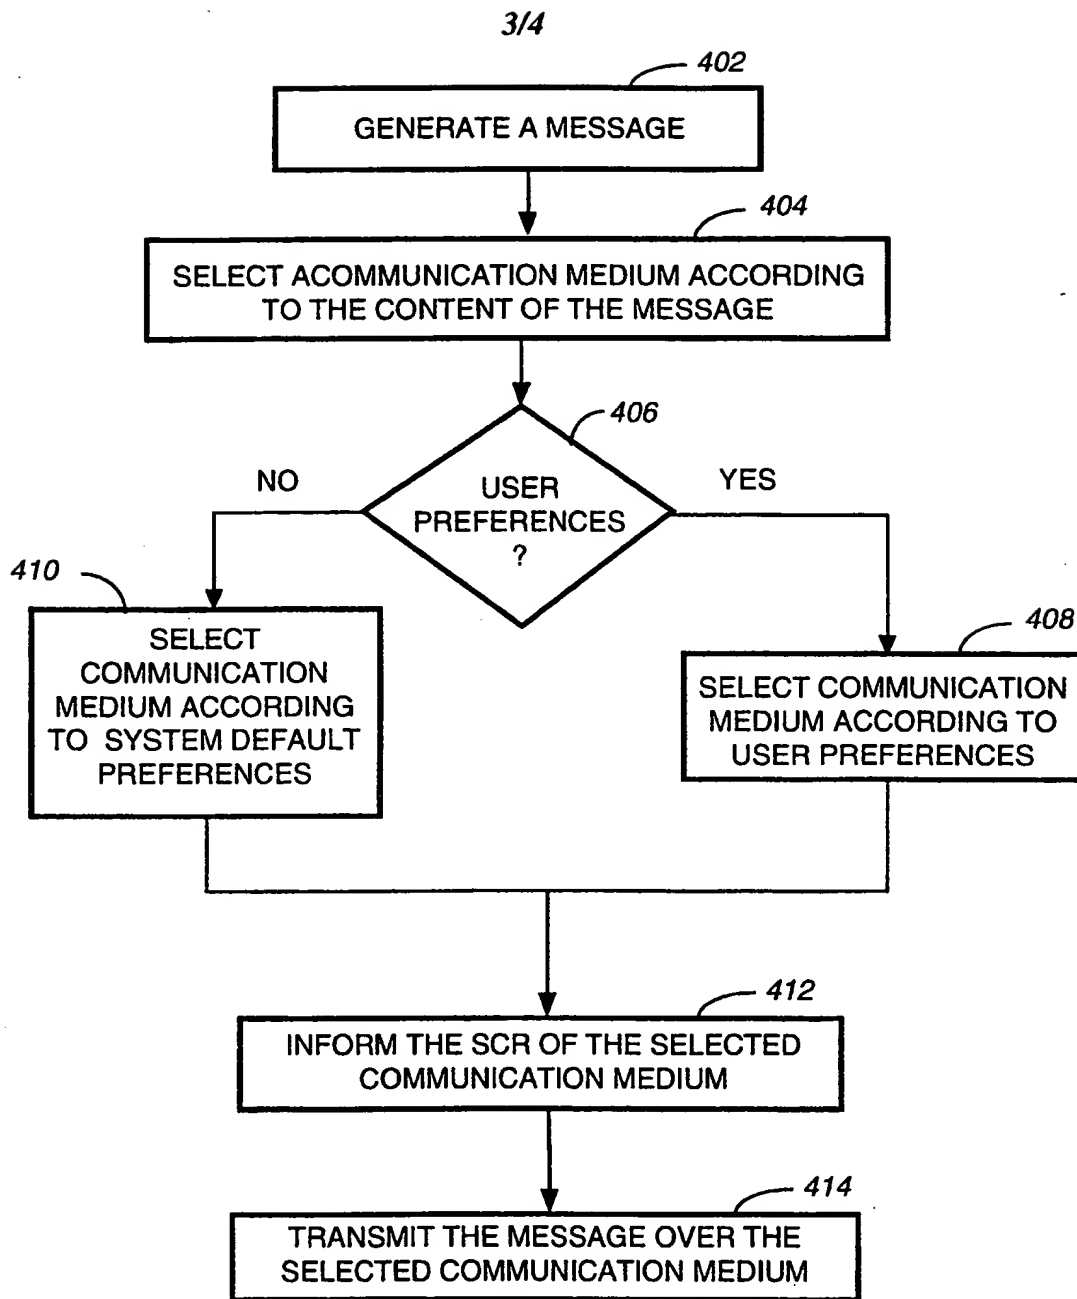 3/4
402
GENERATE A MESSAGE
404
SELECT ACOMMUNICATION MEDIUM ACCORDING
TO THE CONTENT OF THE MESSAGE
406
NO
USER
PREFERENCES
?
YES
410
SELECT
COMMUNICATION
MEDIUM ACCORDING
TO SYSTEM DEFAULT
PREFERENCES
408
SELECT COMMUNICATION
MEDIUM ACCORDING TO
USER PREFERENCES
412
INFORM THE SCR OF THE SELECTED
COMMUNICATION MEDIUM
414
TRANSMIT THE MESSAGE OVER THE
SELECTED COMMUNICATION MEDIUM